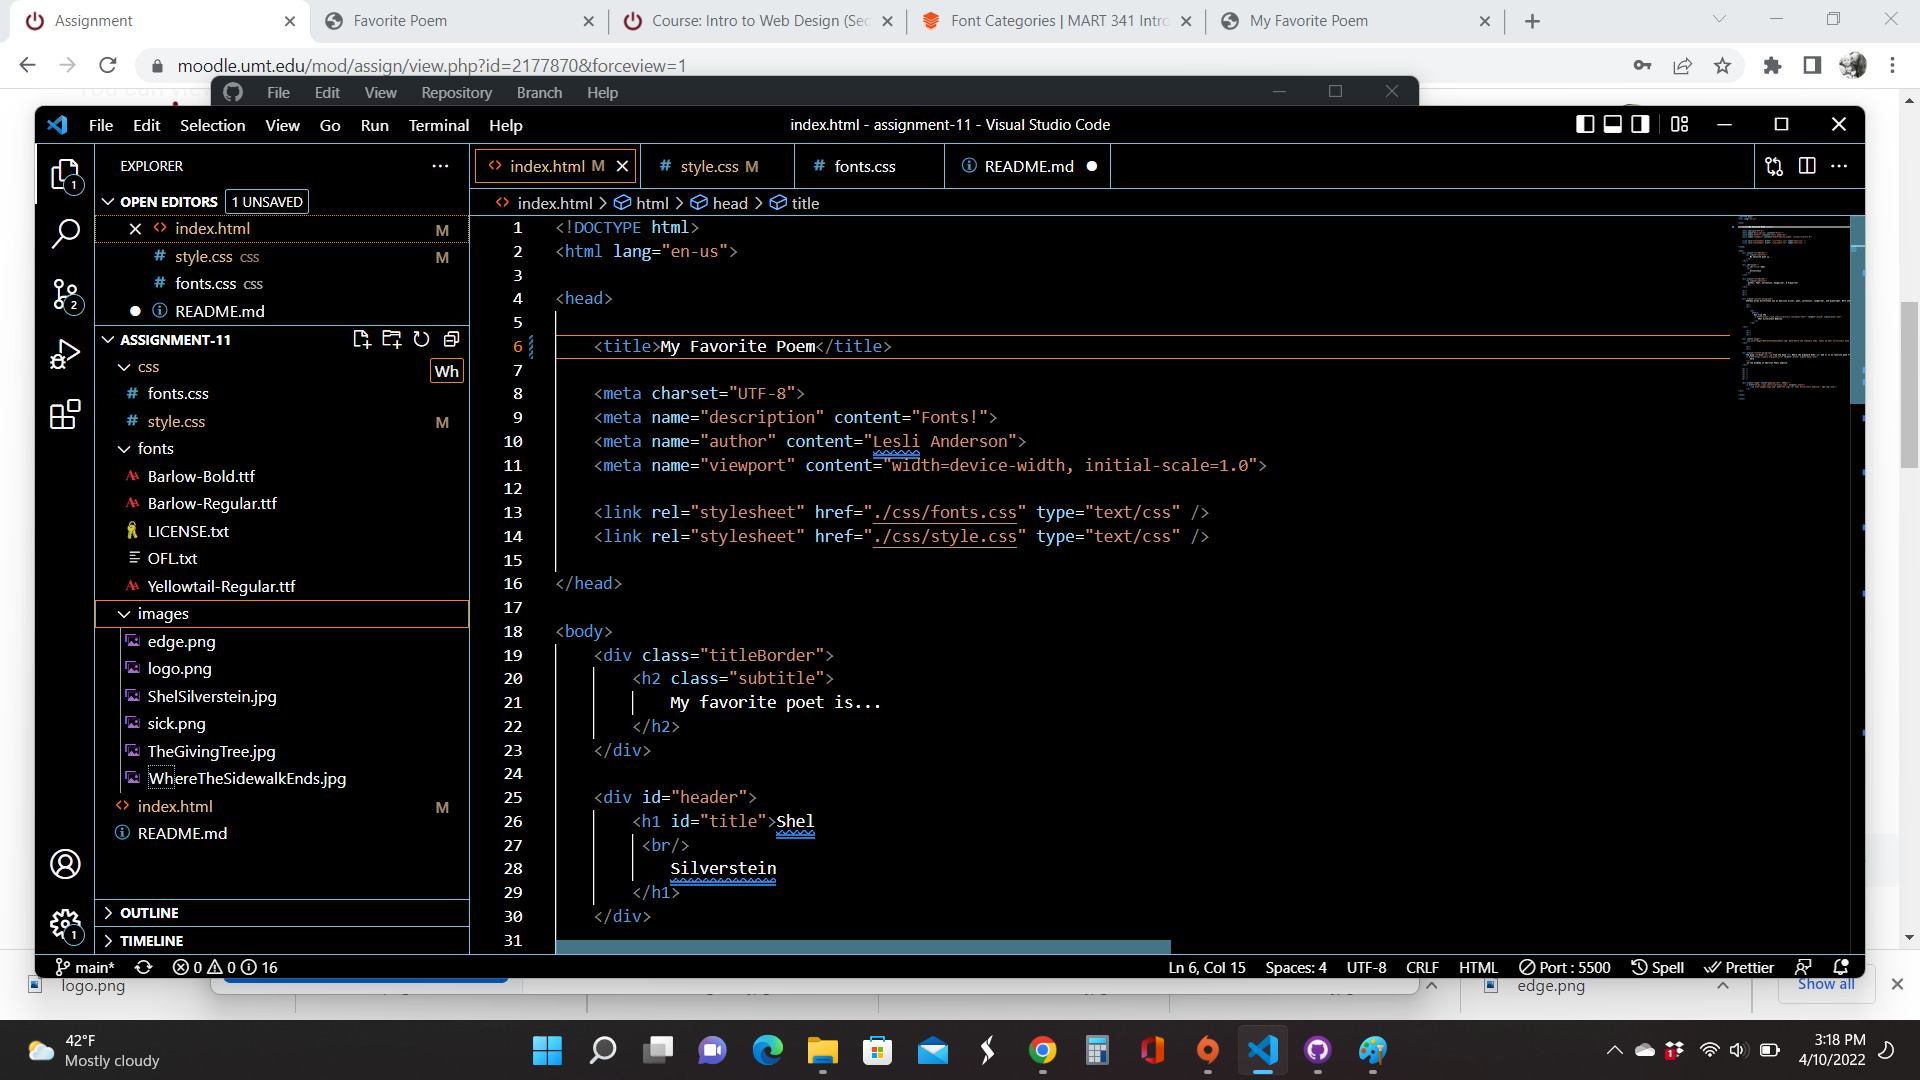 Assignment
Favorite Poem
Course: Intro to Web Design (Sec
Font Categories | MART 341 Intro
My Favorite Poem
moodle.umt.edu/mod/assign/view.php?id=2177870&forceview=1
File Edit View Repository Branch Help
File Edit Selection View Go Run Terminal Help
index.html - assignment-11 - Visual Studio Code
EXPLORER
index.html M
style.css M
fonts.css
README.md
OPEN EDITORS 1 UNSAVED
index.html M
style.css css M
fonts.css css
README.md
ASSIGNMENT-11
css
Wh
fonts.css
style.css M
fonts
Barlow-Bold.ttf
Barlow-Regular.ttf
LICENSE.txt
OFL.txt
Yellowtail-Regular.ttf
images
edge.png
logo.png
ShelSilverstein.jpg
sick.png
TheGivingTree.jpg
WhereTheSidewalkEnds.jpg
index.html M
README.md
OUTLINE
TIMELINE
1
2
1
index.html > html > head > title
1 <!DOCTYPE html>
2 <html lang="en-us">
3
4 <head>
5
6 <title>My Favorite Poem</title>
7
8 <meta charset="UTF-8">
9 <meta name="description" content="Fonts!">
10 <meta name="author" content="Lesli Anderson">
11 <meta name="viewport" content="width=device-width, initial-scale=1.0">
12
13 <link rel="stylesheet" href="./css/fonts.css" type="text/css" />
14 <link rel="stylesheet" href="./css/style.css" type="text/css" />
15
16 </head>
17
18 <body>
19 <div class="titleBorder">
20 <h2 class="subtitle">
21 My favorite poet is...
22 </h2>
23 </div>
24
25 <div id="header">
26 <h1 id="title">Shel
27 <br/>
28 Silverstein
29 </h1>
30 </div>
31
main* 0 0 16
Ln 6, Col 15 Spaces: 4 UTF-8 CRLF HTML Port : 5500 Spell Prettier
logo.png
edge.png
Show all
42°F
Mostly cloudy
1
3:18 PM
4/10/2022